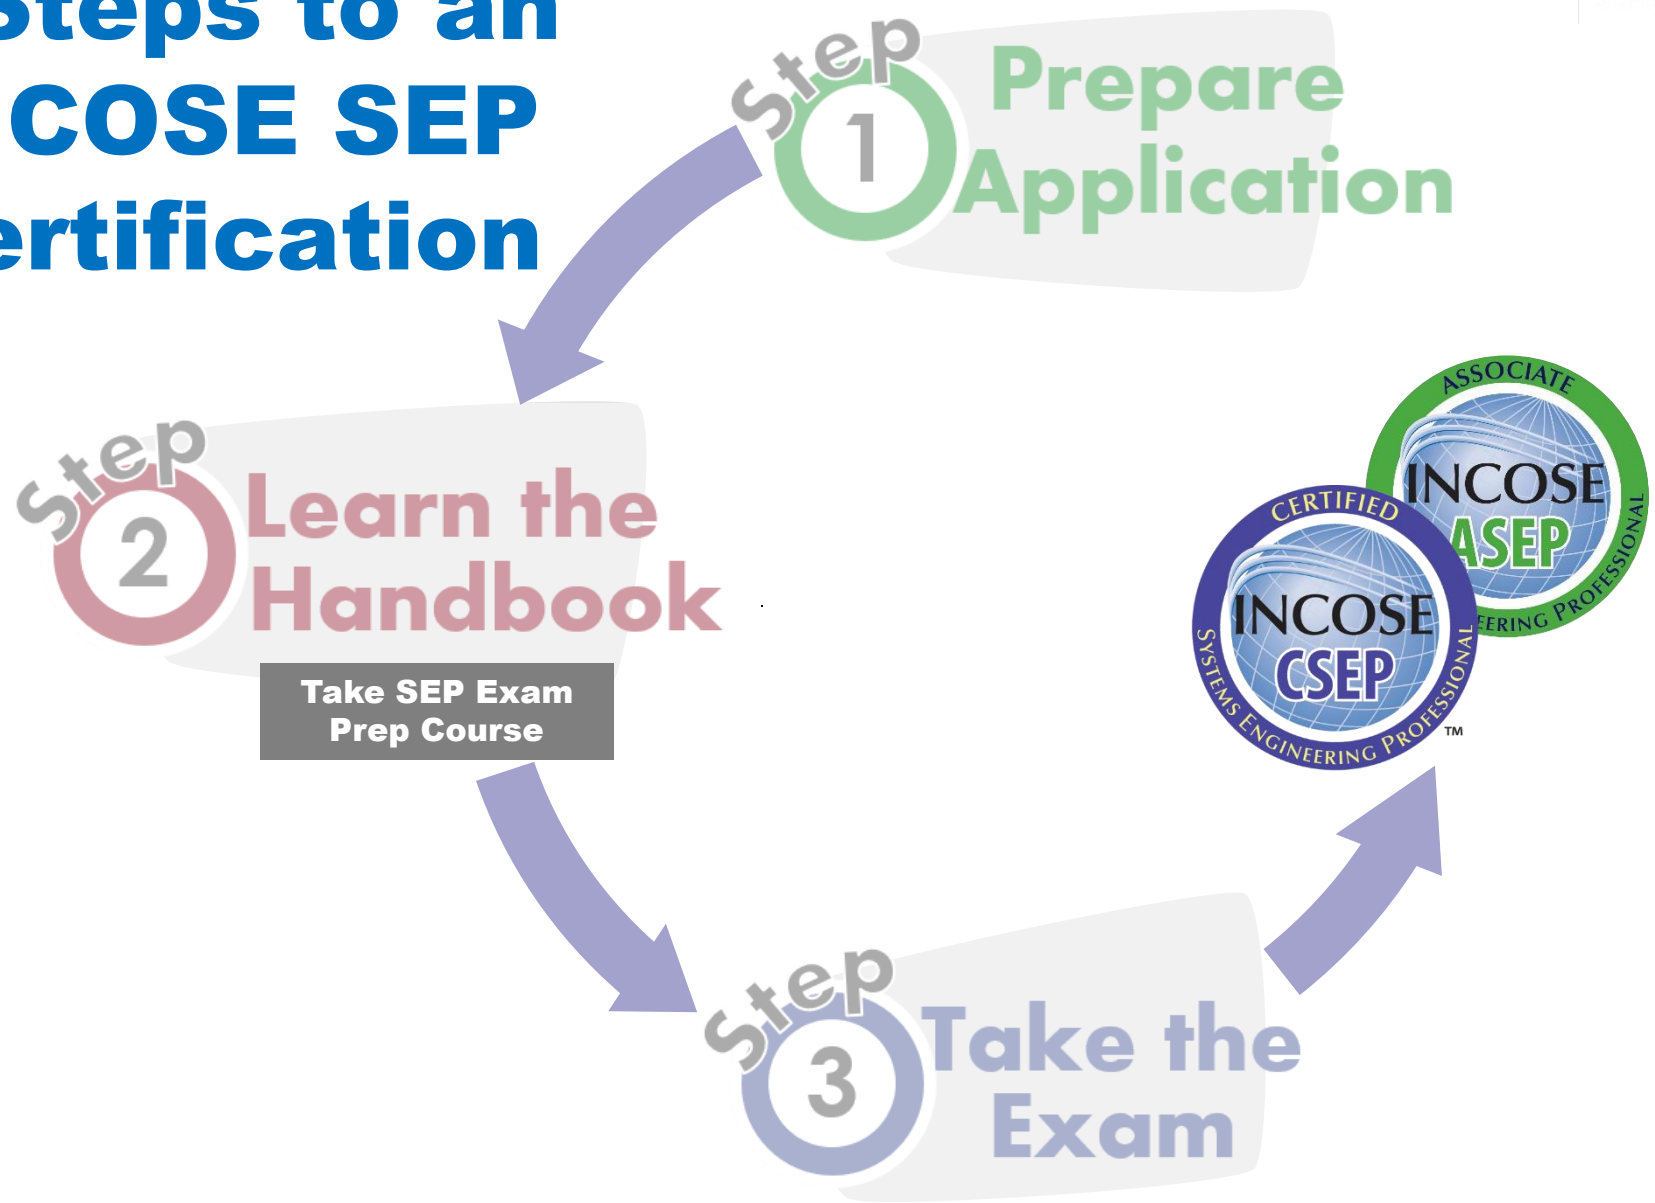 Steps to an
COSE SEP
ertification
Step
1
Prepare
Application
Step
2
Learn the
Handbook
Take SEP Exam
Prep Course
Step
3
Take the
Exam
ASSOCIATE
INCOSE
ASEP
EERING PROFESSIONAL
CERTIFIED
INCOSE
CSEP
SYSTEMS ENGINEERING PROFESSIONAL
TM